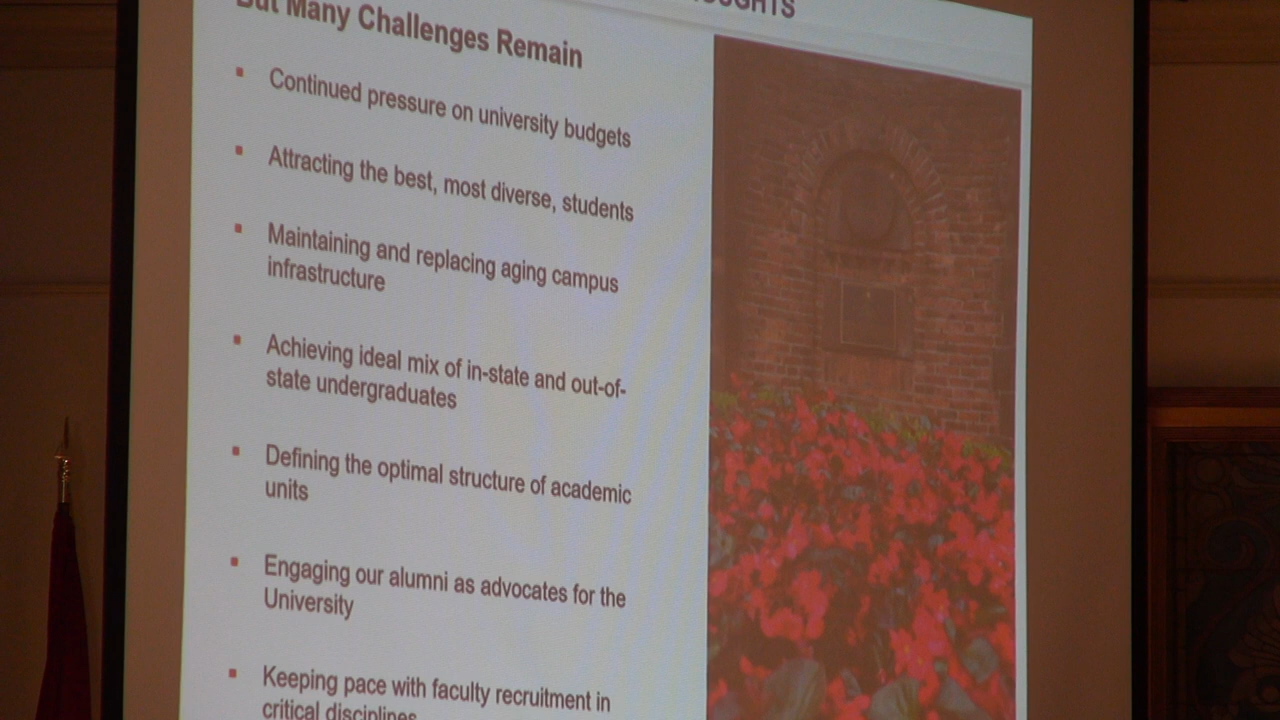 But Many Challenges Remain
▪ Continued pressure on university budgets
▪ Attracting the best, most diverse, students
▪ Maintaining and replacing aging campus
infrastructure
▪ Achieving ideal mix of in-state and out-of-
state undergraduates
▪ Defining the optimal structure of academic
units
▪ Engaging our alumni as advocates for the
University
▪ Keeping pace with faculty recruitment in
critical disciplines